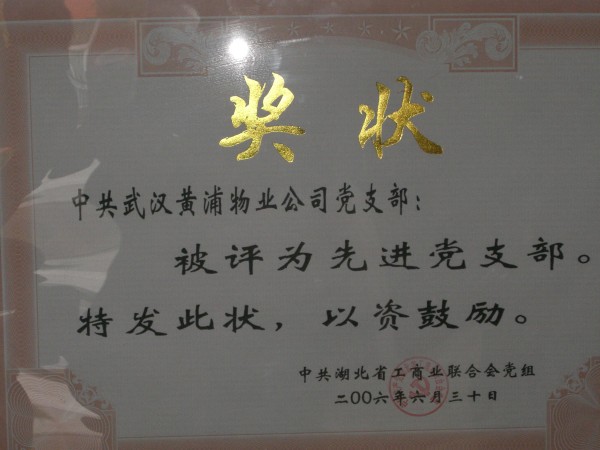 奖状
中共武汉黄浦物业公司党支部：
被评为先进党支部。
特发此状，以资鼓励。
中共湖北省工商业联合会党组
二〇〇六年六月三十日